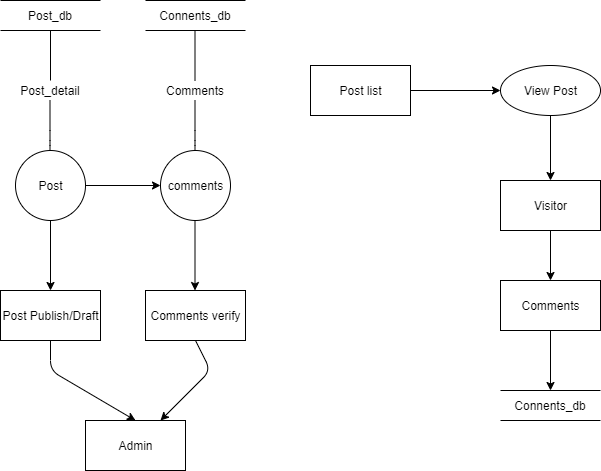 Post_db
Connents_db
Post_detail
Comments
Post
comments
Post Publish/Draft
Comments verify
Admin
Post list
View Post
Visitor
Comments
Connents_db